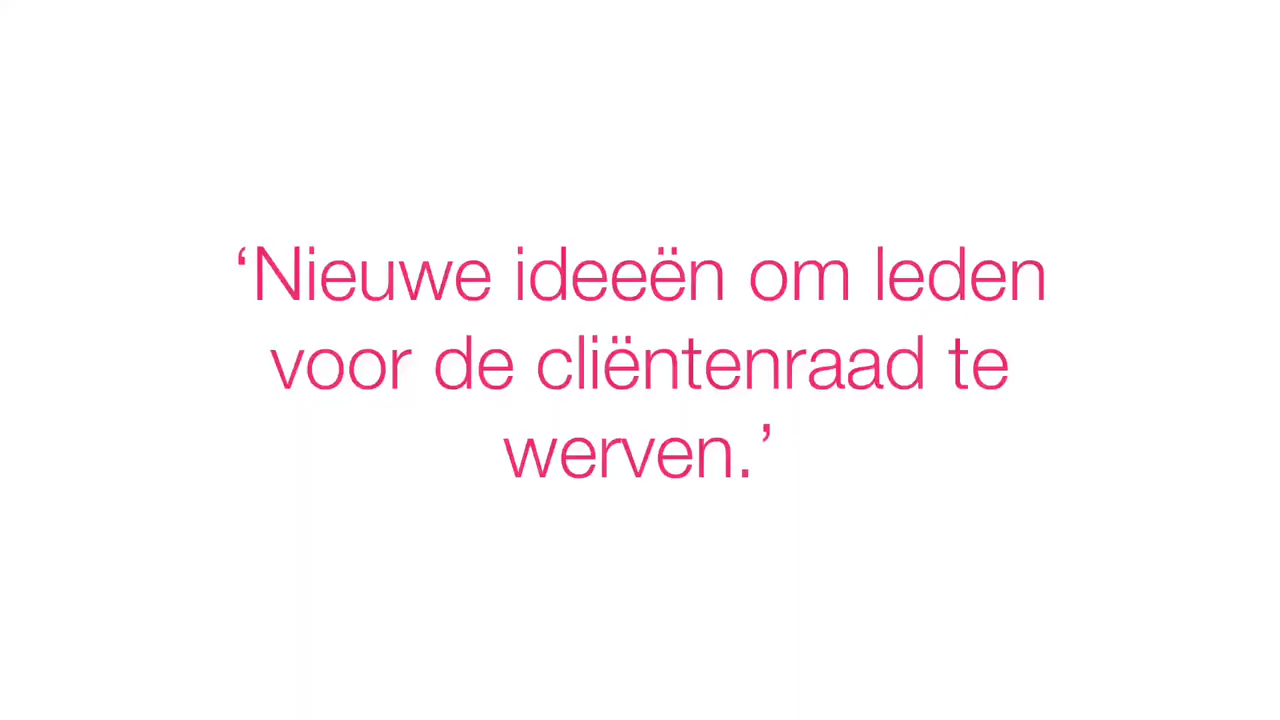 ‘Nieuwe ideeën om leden
voor de cliëntenraad te
werven.’